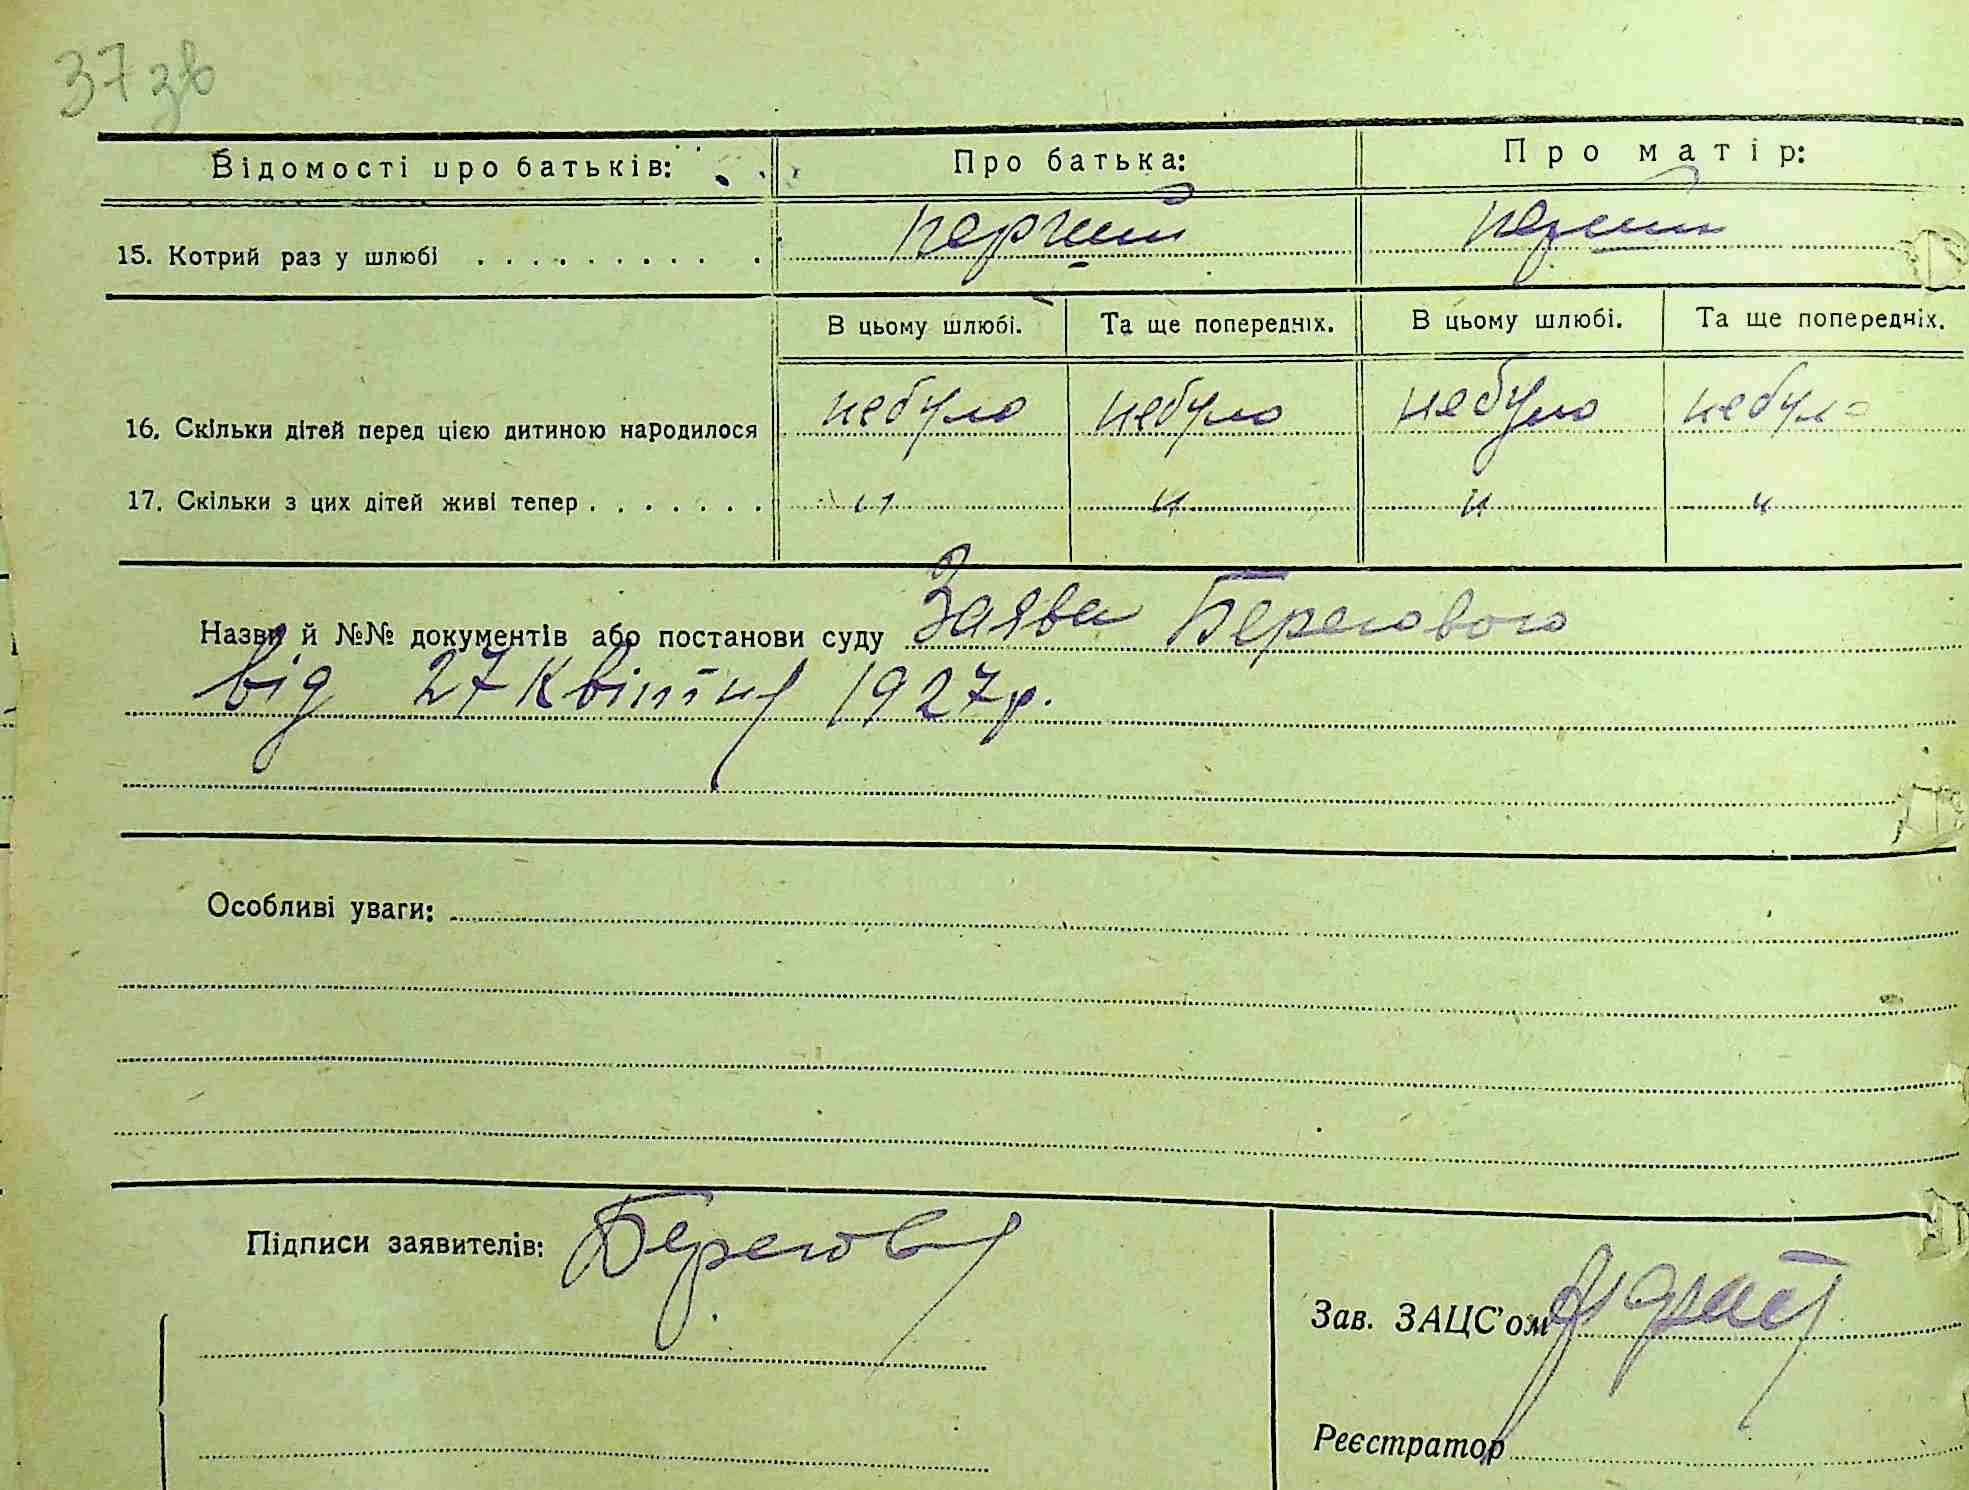 37 зв
Відомості про батьків: Про батька: Про матір:
15. Котрий раз у шлюбі . . . . . . . . . . перший перший
В цьому шлюбі. Та ще попередніх. В цьому шлюбі. Та ще попередніх.
16. Скільки дітей перед цією дитиною народилося небуло небуло небуло небуло
17. Скільки з цих дітей живі тепер . . . . . . . " " " "
Назви й №№ документів або постанови суду Заява Берегового
від 27 квітня 1927 р.
Особливі уваги:
Підписи заявителів: Берегов
Зав. ЗАЦС'ом
Реєстратор